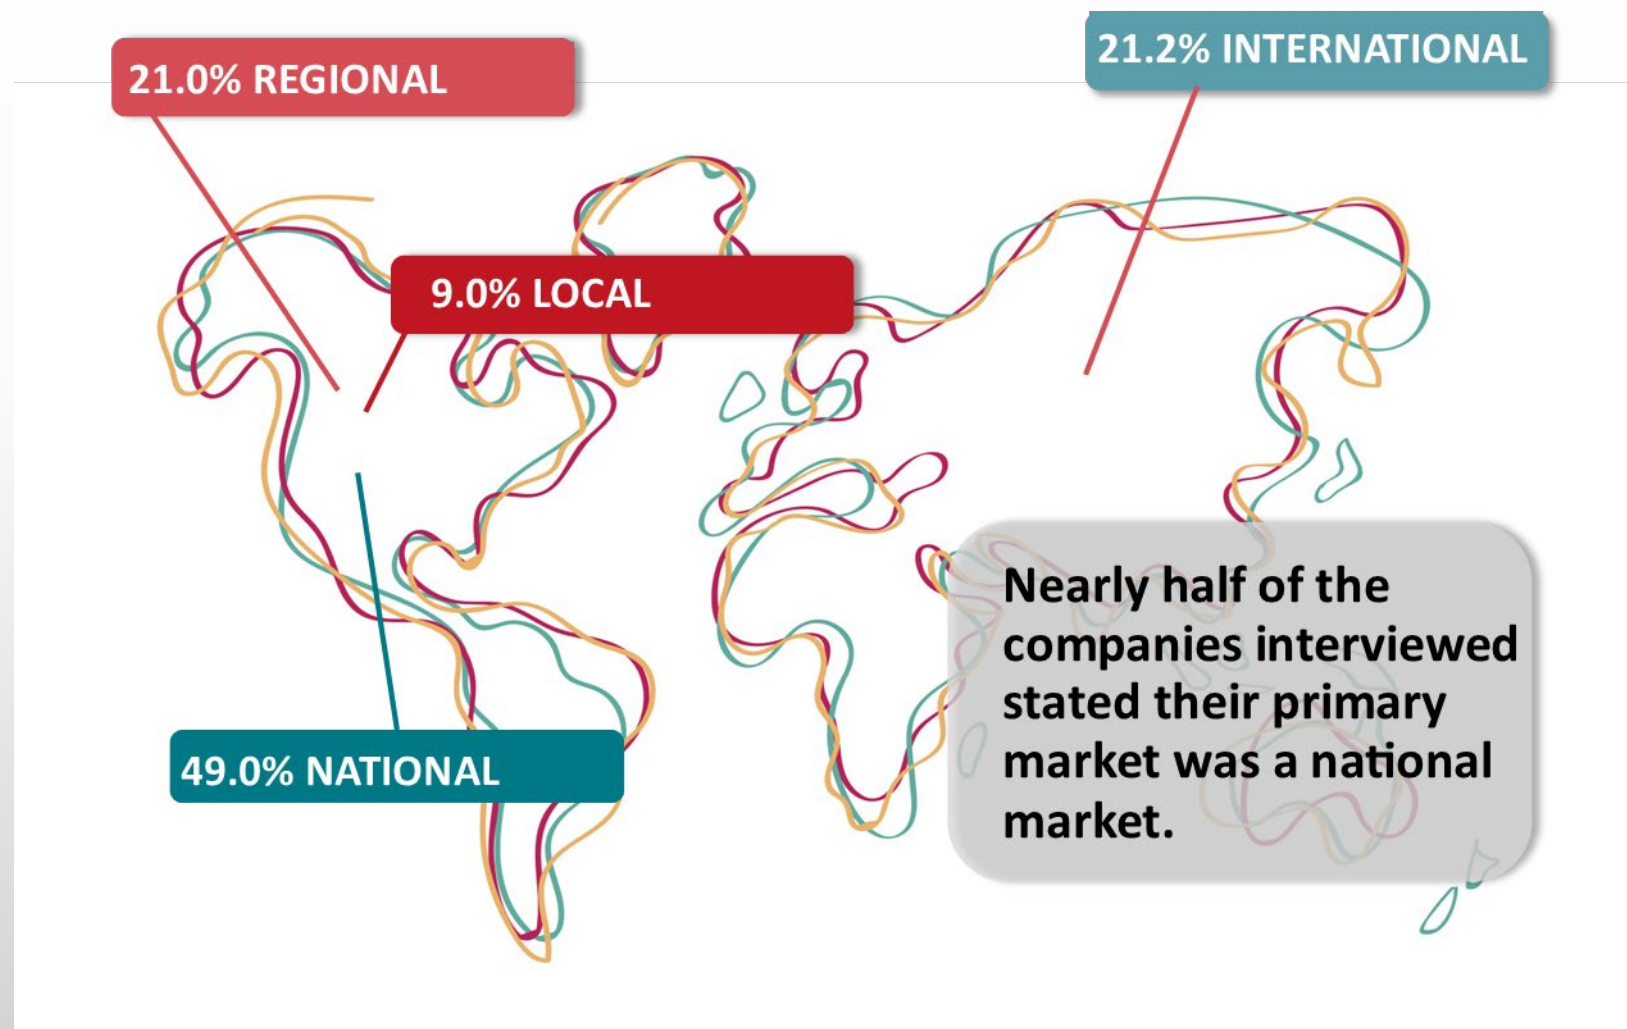 21.0% REGIONAL
21.2% INTERNATIONAL
9.0% LOCAL
49.0% NATIONAL
Nearly half of the
companies interviewed
stated their primary
market was a national
market.